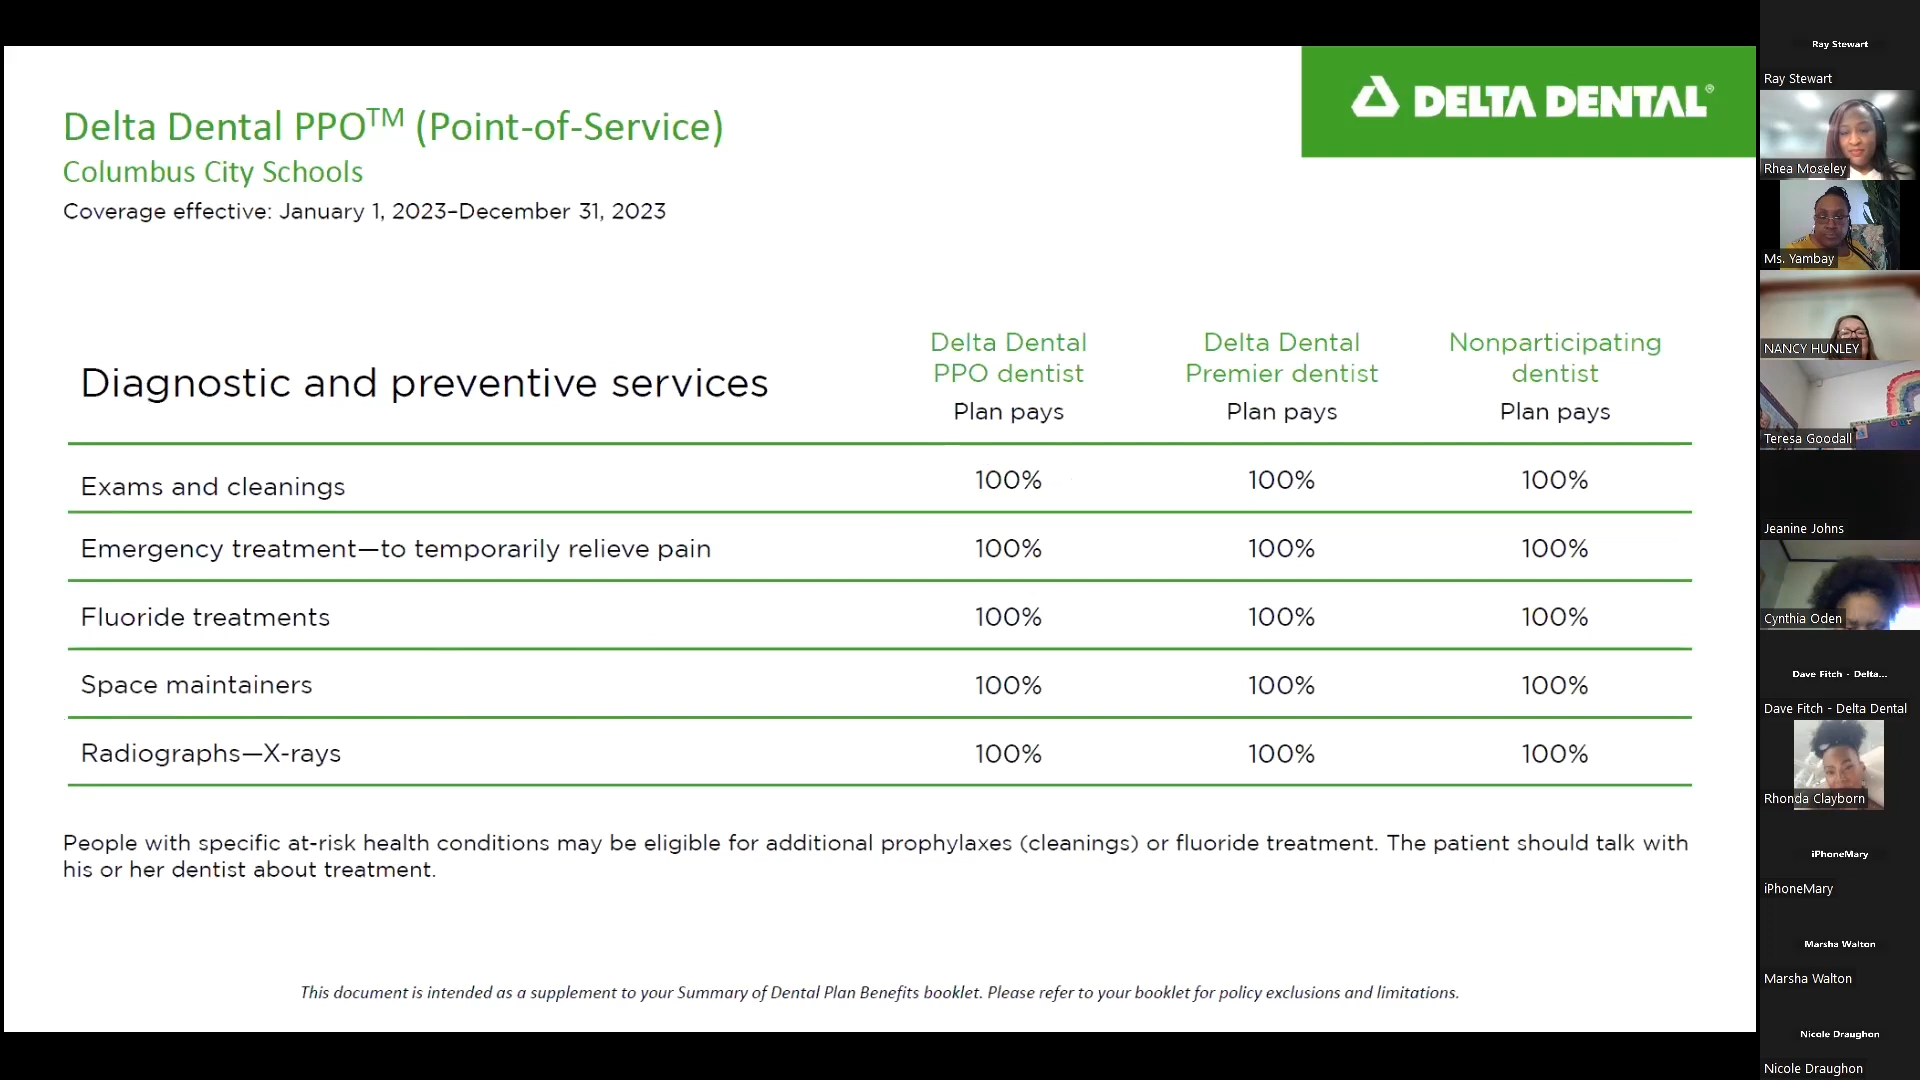 Delta Dental PPO™ (Point-of-Service)
Columbus City Schools
Coverage effective: January 1, 2023–December 31, 2023
DELTA DENTAL®
Diagnostic and preventive services
Delta Dental
PPO dentist
Plan pays
Delta Dental
Premier dentist
Plan pays
Nonparticipating
dentist
Plan pays
Exams and cleanings 100% 100% 100%
Emergency treatment—to temporarily relieve pain 100% 100% 100%
Fluoride treatments 100% 100% 100%
Space maintainers 100% 100% 100%
Radiographs—X-rays 100% 100% 100%
People with specific at-risk health conditions may be eligible for additional prophylaxes (cleanings) or fluoride treatment. The patient should talk with
his or her dentist about treatment.
This document is intended as a supplement to your Summary of Dental Plan Benefits booklet. Please refer to your booklet for policy exclusions and limitations.
Ray Stewart
Ray Stewart
Rhea Moseley
Ms. Yambay
NANCY HUNLEY
Teresa Goodall
Jeanine Johns
Cynthia Oden
Dave Fitch - Delta...
Dave Fitch - Delta Dental
Rhonda Clayborn
iPhoneMary
iPhoneMary
Marsha Walton
Marsha Walton
Nicole Draughon
Nicole Draughon